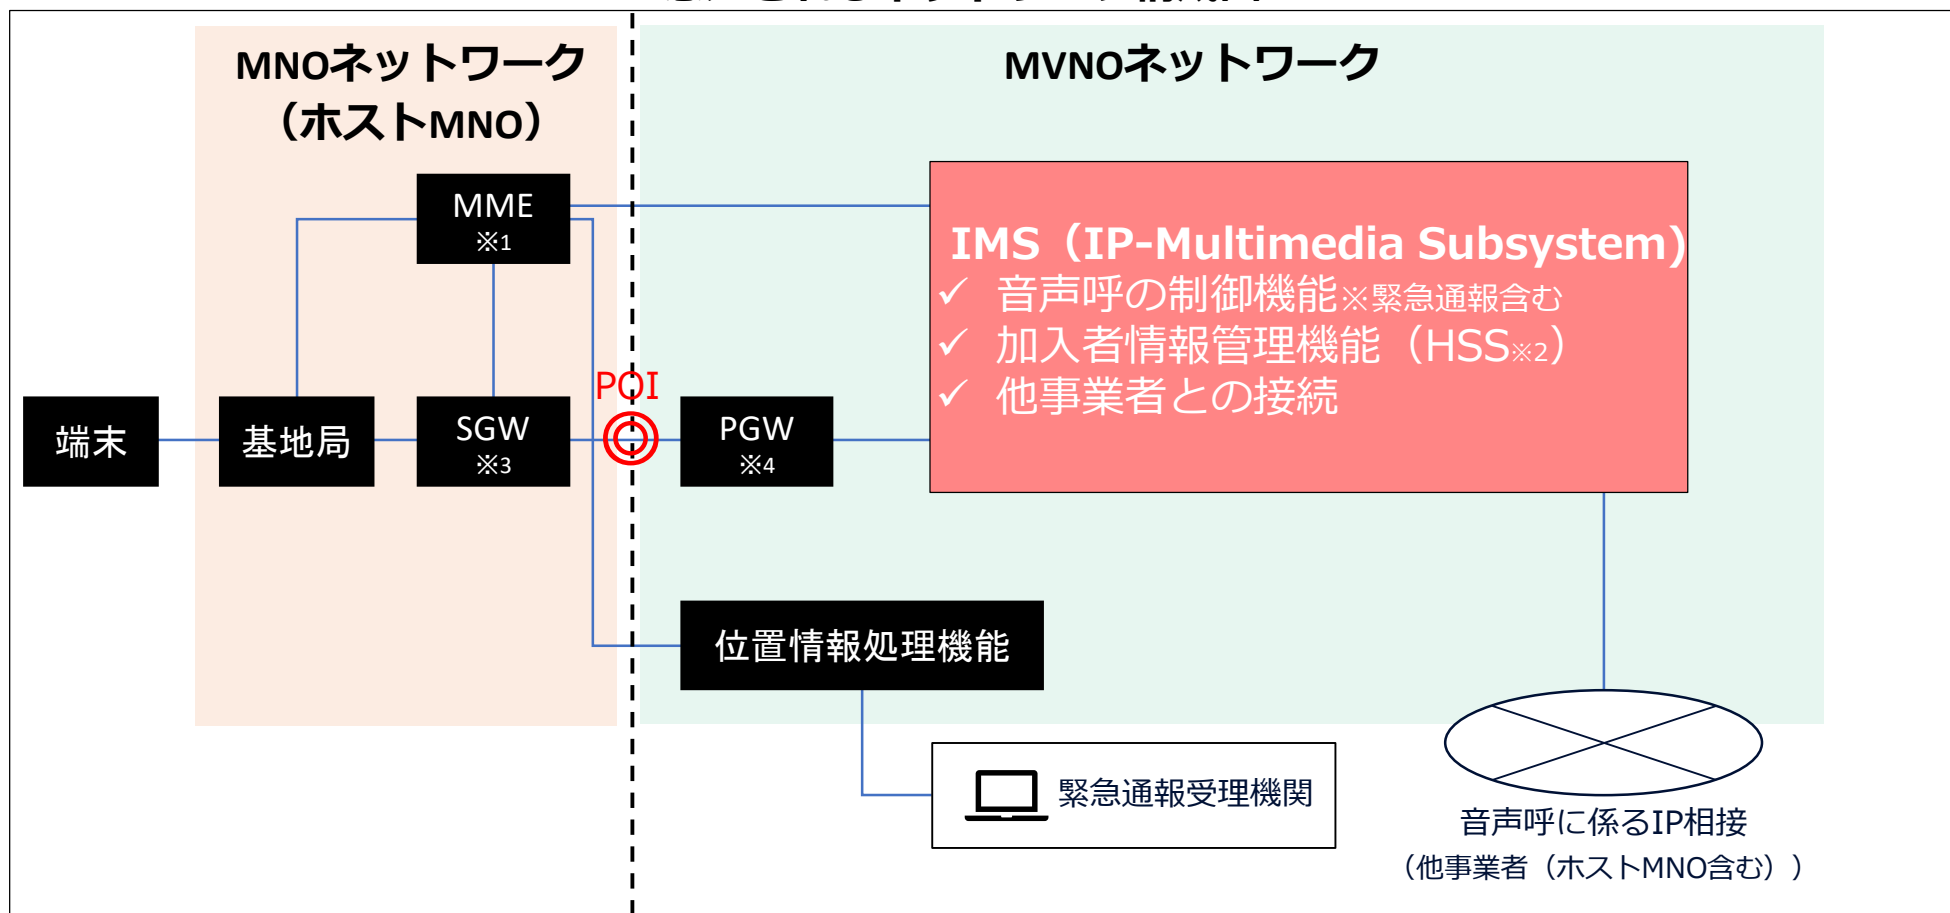 MNOネットワーク
（ホストMNO）
MVNOネットワーク
MME
※1
IMS（IP-Multimedia Subsystem)
✓ 音声呼の制御機能※緊急通報含む
✓ 加入者情報管理機能（HSS※2）
✓ 他事業者との接続
POI
端末
基地局
SGW
※3
PGW
※4
位置情報処理機能
緊急通報受理機関
音声呼に係るIP相接
（他事業者（ホストMNO含む））